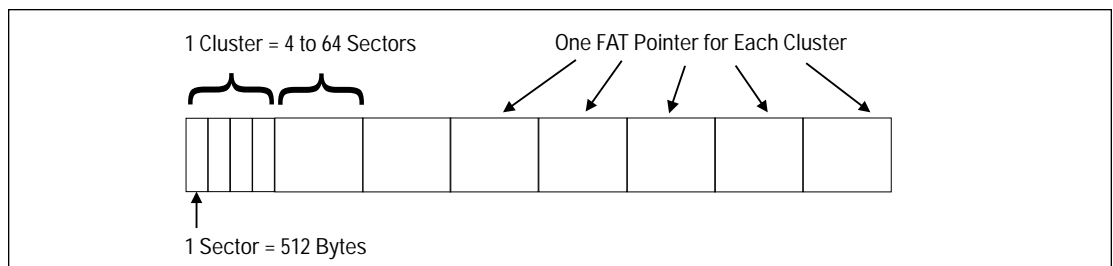 1 Cluster = 4 to 64 Sectors
One FAT Pointer for Each Cluster
1 Sector = 512 Bytes